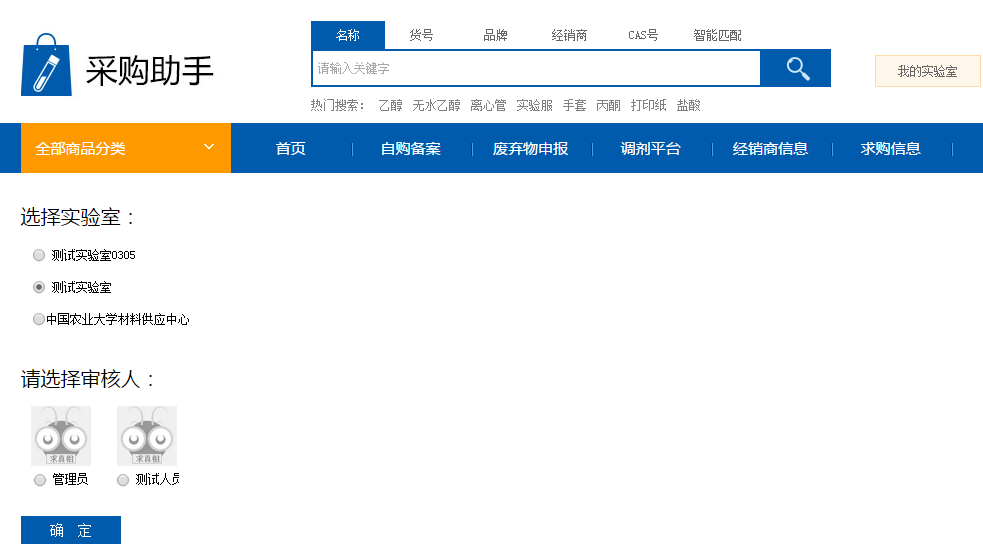 名称 货号 品牌 经销商 CAS号 智能匹配
采购助手
请输入关键字
我的实验室
热门搜索： 乙醇 无水乙醇 离心管 实验服 手套 丙酮 打印纸 盐酸
全部商品分类 首页 自购备案 废弃物申报 调剂平台 经销商信息 求购信息
选择实验室：
测试实验室0305
测试实验室
中国农业大学材料供应中心
请选择审核人：
求真相 求真相
管理员 测试人员
确 定